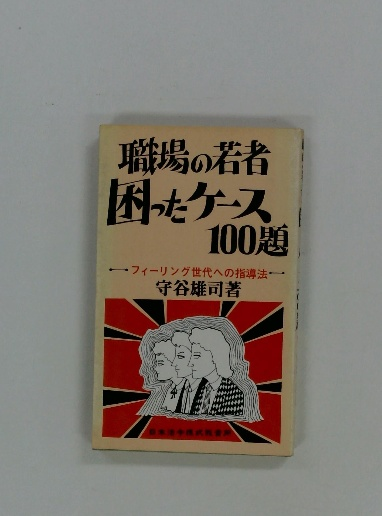 職場の若者
困ったケース
100題
フィーリング世代への指導法
守谷雄司著